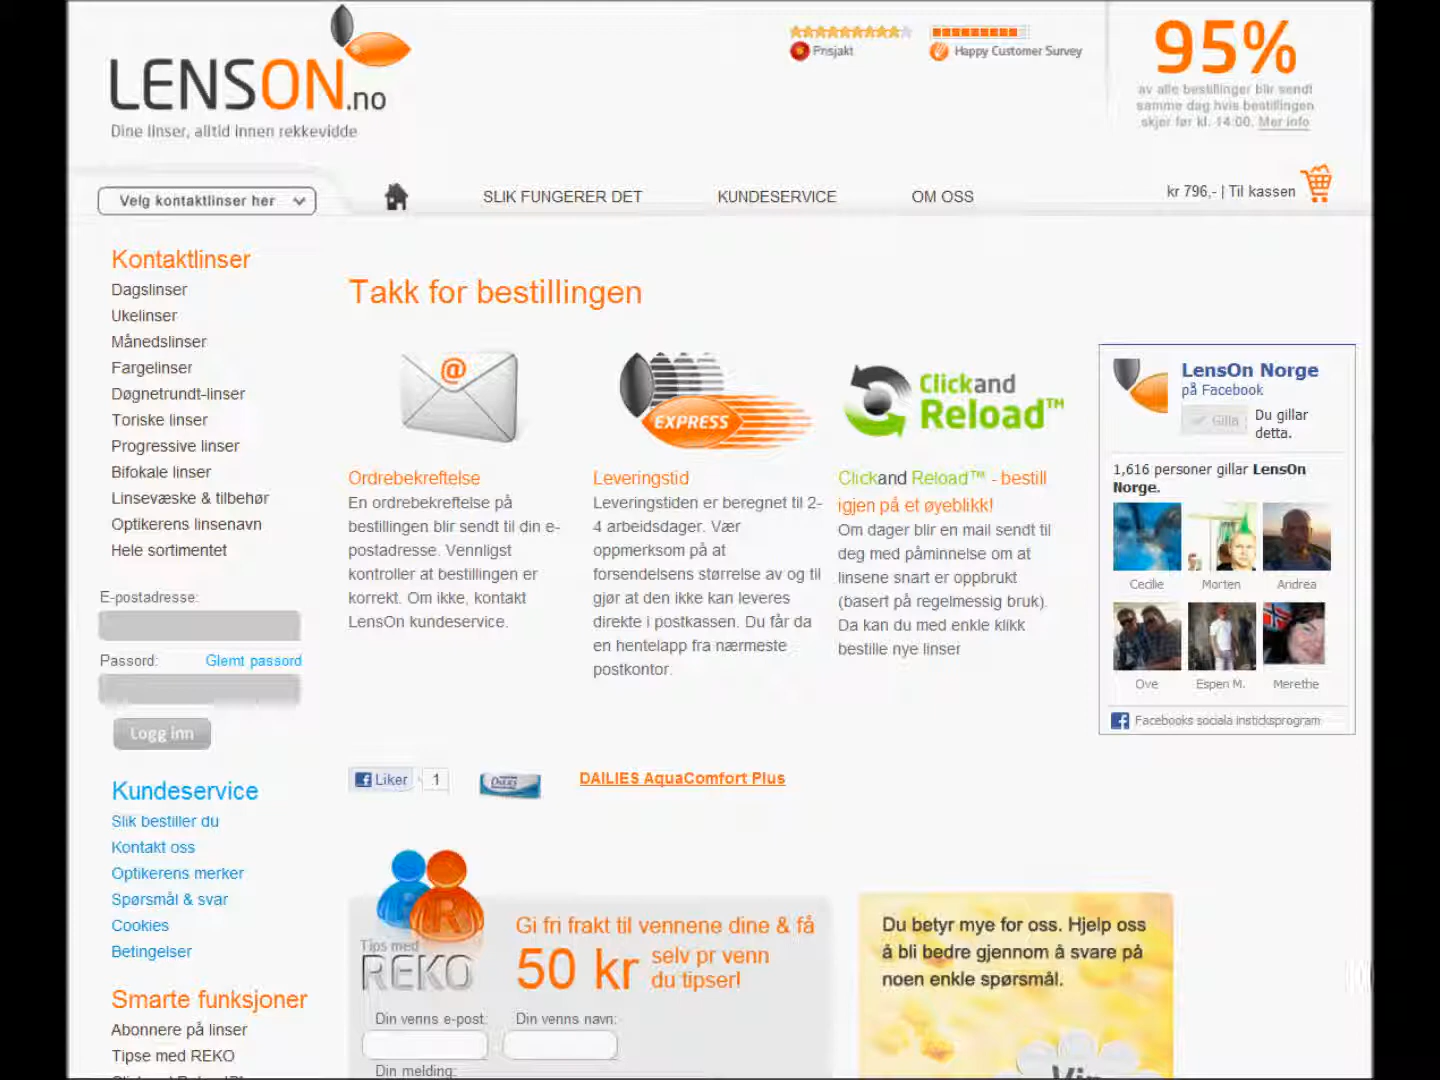 LENSON.no
Dine linser, alltid innen rekkevidde
Prisjakt
Happy Customer Survey
95%
av alle bestillinger blir sendt
samme dag hvis bestillingen
skjer før kl. 14:00. Mer info
Velg kontaktlinser her
SLIK FUNGERER DET
KUNDESERVICE
OM OSS
kr 796,- | Til kassen
Kontaktlinser
Dagslinser
Ukelinser
Månedslinser
Fargelinser
Døgnetrundt-linser
Toriske linser
Progressive linser
Bifokale linser
Linsevæske & tilbehør
Optikerens linsenavn
Hele sortimentet
E-postadresse:
Passord:
Glemt passord
Logg inn
Kundeservice
Slik bestiller du
Kontakt oss
Optikerens merker
Spørsmål & svar
Cookies
Betingelser
Smarte funksjoner
Abonnere på linser
Tipse med REKO
Takk for bestillingen
@
Ordrebekreftelse
En ordrebekreftelse på
bestillingen blir sendt til din e-
postadresse. Vennligst
kontroller at bestillingen er
korrekt. Om ikke, kontakt
LensOn kundeservice.
EXPRESS
Leveringstid
Leveringstiden er beregnet til 2-
4 arbeidsdager. Vær
oppmerksom på at
forsendelsens størrelse av og til
gjør at den ikke kan leveres
direkte i postkassen. Du får da
en hentelapp fra nærmeste
postkontor.
Clickand
Reload™
Clickand Reload™ - bestill
igjen på et øyeblikk!
Om dager blir en mail sendt til
deg med påminnelse om at
linsene snart er oppbrukt
(basert på regelmessig bruk).
Da kan du med enkle klikk
bestille nye linser
LensOn Norge
på Facebook
Gilla
Du gillar
detta.
1,616 personer gillar LensOn
Norge.
Cecilie
Morten
Andrea
Ove
Espen M.
Merethe
Facebooks sociala insticksprogram
Liker
1
DAILIES AquaComfort Plus
Tips med
REKO
Gi fri frakt til vennene dine & få
50 kr
selv pr venn
du tipser!
Din venns e-post:
Din venns navn:
Din melding:
Du betyr mye for oss. Hjelp oss
å bli bedre gjennom å svare på
noen enkle spørsmål.